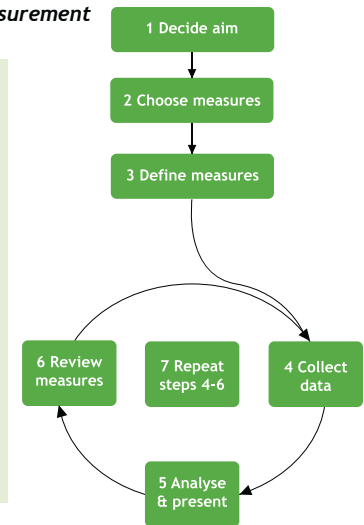 surement
1 Decide aim
2 Choose measures
3 Define measures
6 Review
measures
7 Repeat
steps 4-6
4 Collect
data
5 Analyse
& present